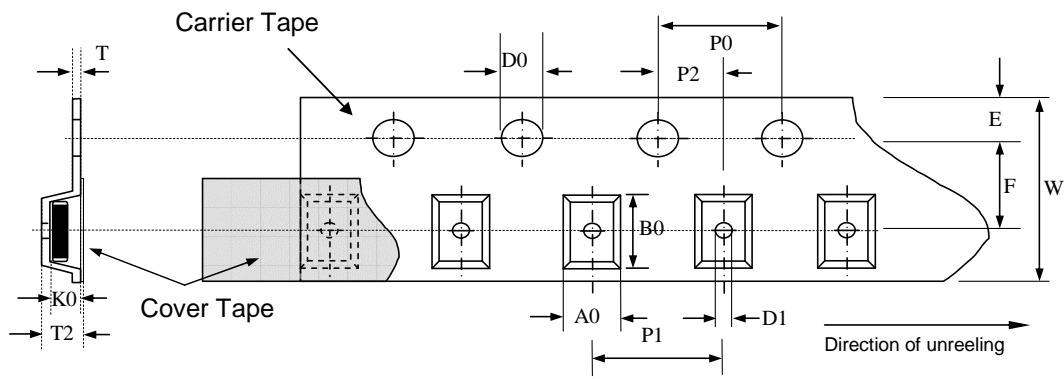 Carrier Tape
T
D0
P0
P2
E
F
W
B0
K0
T2
Cover Tape
A0
P1
D1
Direction of unreeling